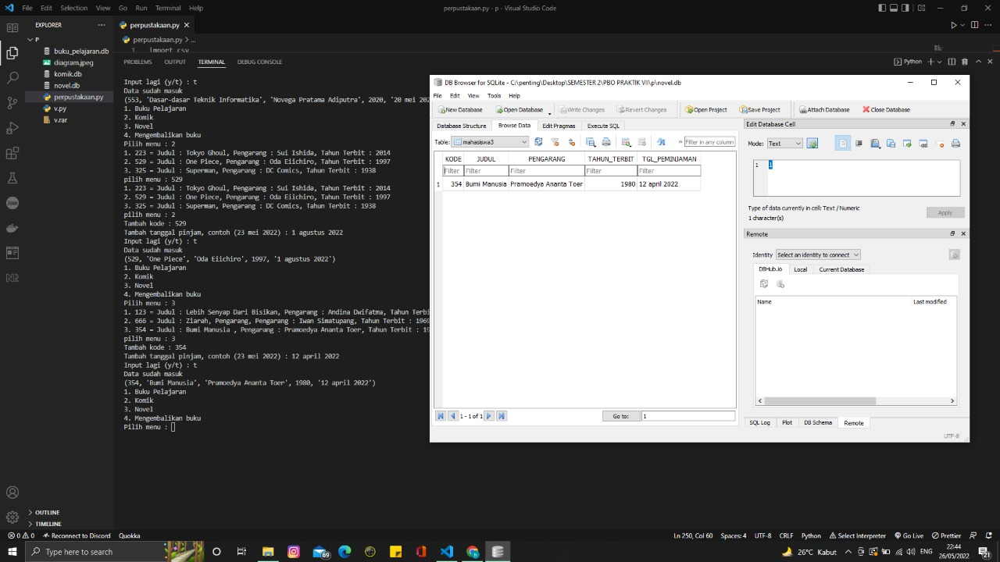 File Edit Selection View Go Run Terminal Help
perpustakaan.py - p - Visual Studio Code
EXPLORER
P
buku_pelajaran.db
diagram.jpeg
komik.db
novel.db
perpustakaan.py
v.py
v.rar
OUTLINE
TIMELINE
perpustakaan.py
perpustakaan.py > ...
1 import csv
PROBLEMS OUTPUT TERMINAL DEBUG CONSOLE
Python
Input lagi (y/t) : t
Data sudah masuk
(553, 'Dasar-dasar Teknik Informatika', 'Novega Pratama Adiputra', 2020, '20 mei 202
1. Buku Pelajaran
2. Komik
3. Novel
4. Mengembalikan buku
Pilih menu : 2
1. 223 = Judul : Tokyo Ghoul, Pengarang : Sui Ishida, Tahun Terbit : 2014
2. 529 = Judul : One Piece, Pengarang : Oda Eiichiro, Tahun Terbit : 1997
3. 325 = Judul : Superman, Pengarang : DC Comics, Tahun Terbit : 1938
pilih menu : 529
1. 223 = Judul : Tokyo Ghoul, Pengarang : Sui Ishida, Tahun Terbit : 2014
2. 529 = Judul : One Piece, Pengarang : Oda Eiichiro, Tahun Terbit : 1997
3. 325 = Judul : Superman, Pengarang : DC Comics, Tahun Terbit : 1938
pilih menu : 2
Tambah kode : 529
Tambah tanggal pinjam, contoh (23 mei 2022) : 1 agustus 2022
Input lagi (y/t) : t
Data sudah masuk
(529, 'One Piece', 'Oda Eiichiro', 1997, '1 agustus 2022')
1. Buku Pelajaran
2. Komik
3. Novel
4. Mengembalikan buku
Pilih menu : 3
1. 123 = Judul : Lebih Senyap Dari Bisikan, Pengarang : Andina Dwifatma, Tahun Terbi
2. 666 = Judul : Ziarah, Pengarang, Pengarang : Iwan Simatupang, Tahun Terbit : 1969
3. 354 = Judul : Bumi Manusia , Pengarang : Pramoedya Ananta Toer, Tahun Terbit : 19
pilih menu : 3
Tambah kode : 354
Tambah tanggal pinjam, contoh (23 mei 2022) : 12 april 2022
Input lagi (y/t) : t
Data sudah masuk
(354, 'Bumi Manusia', 'Pramoedya Ananta Toer', 1980, '12 april 2022')
1. Buku Pelajaran
2. Komik
3. Novel
4. Mengembalikan buku
Pilih menu :
DB Browser for SQLite - C:\penting\Desktop\SEMESTER 2\PBO PRAKTIK VII\p\novel.db
File Edit View Tools Help
New Database Open Database Write Changes Revert Changes Open Project Save Project Attach Database Close Database
Database Structure Browse Data Edit Pragmas Execute SQL
Table: mahasiswa3 » Filter in any column
KODE JUDUL PENGARANG TAHUN_TERBIT TGL_PEMINJAMAN
Filter Filter Filter Filter Filter
1 354 Bumi Manusia Pramoedya Ananta Toer 1980 12 april 2022
1 - 1 of 1 Go to: 1
Edit Database Cell
Mode: Text
1 1
Type of data currently in cell: Text / Numeric
1 character(s)
Apply
Remote
Identity Select an identity to connect
DBHub.io Local Current Database
Name Last modified
SQL Log Plot DB Schema Remote
UTF-8
0 0 Reconnect to Discord Quokka
Ln 250, Col 60 Spaces: 4 UTF-8 CRLF Python Select Interpreter Go Live Prettier
Type here to search
69
26°C Kabut ENG 22:44
26/05/2022
23